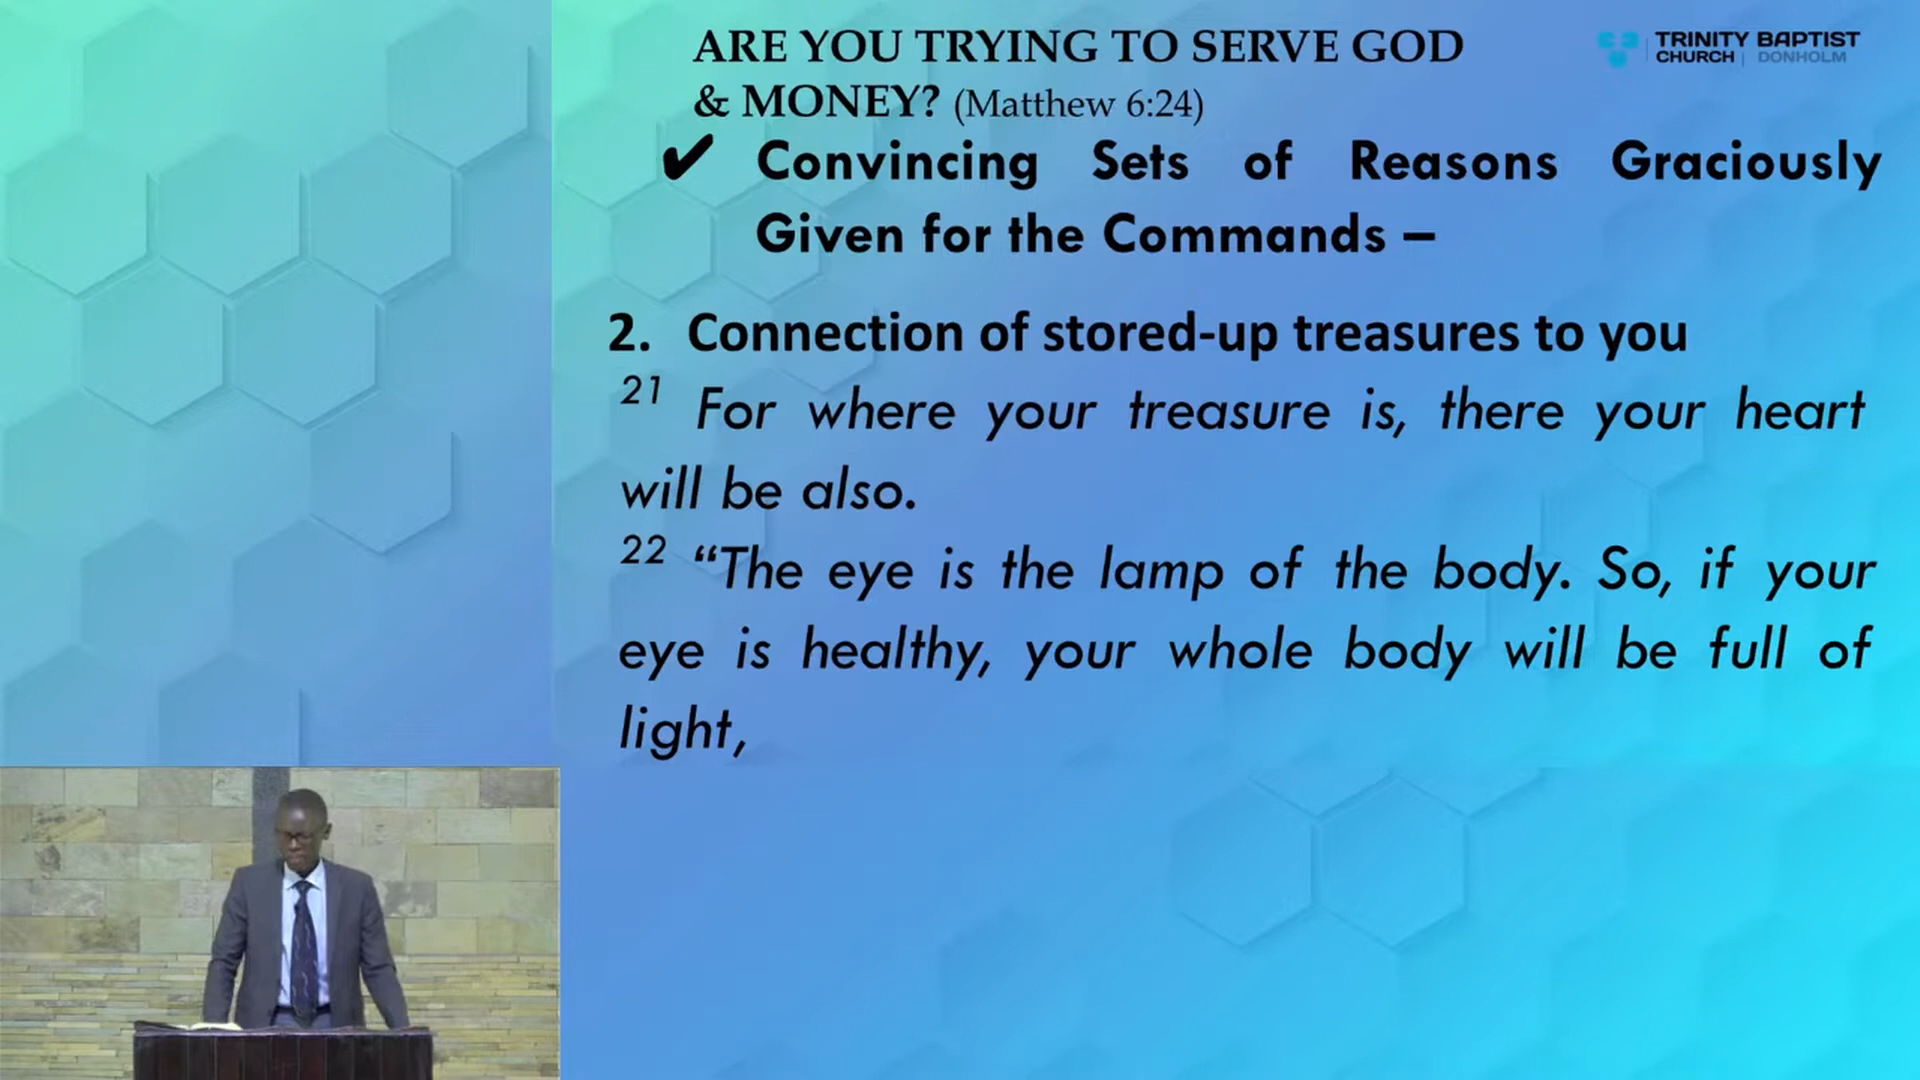 ARE YOU TRYING TO SERVE GOD
& MONEY? (Matthew 6:24)
TRINITY BAPTIST
CHURCH | DONHOLM
✔ Convincing Sets of Reasons Graciously
Given for the Commands –
2. Connection of stored-up treasures to you
21 For where your treasure is, there your heart
will be also.
22 “The eye is the lamp of the body. So, if your
eye is healthy, your whole body will be full of
light,